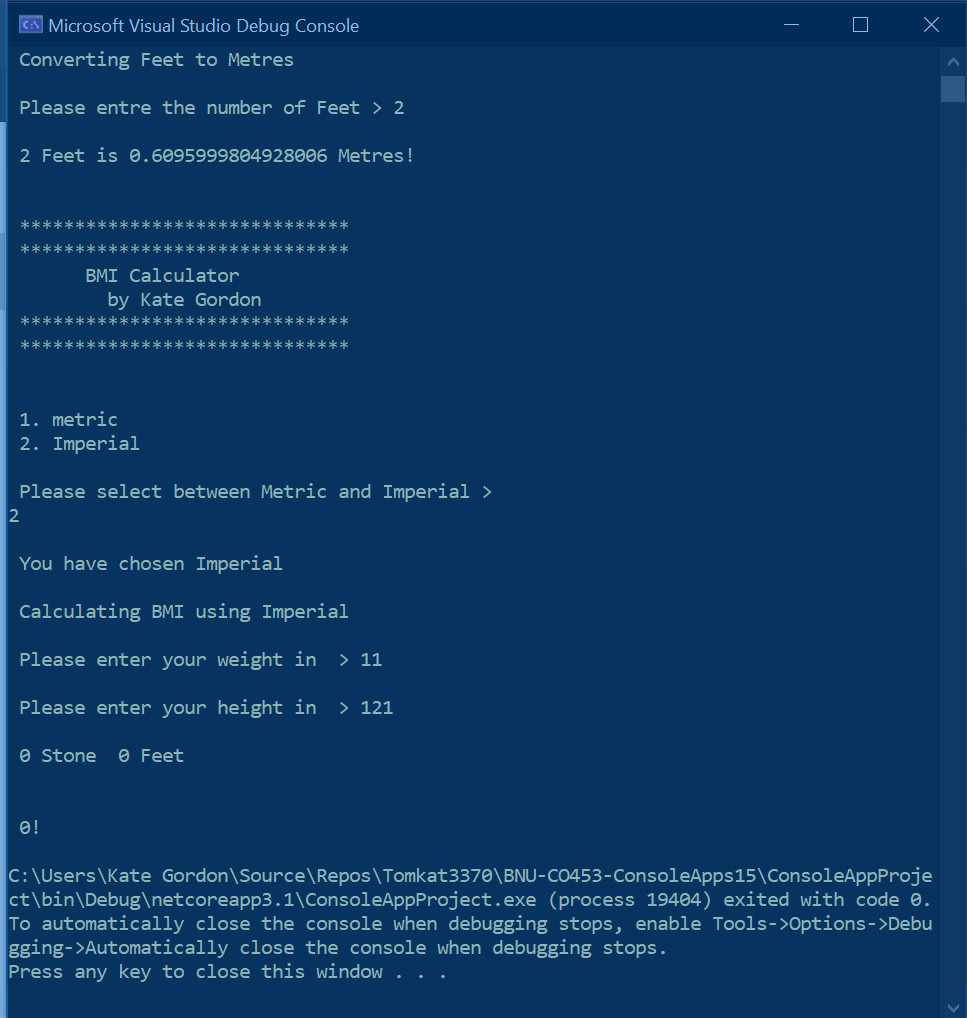 Microsoft Visual Studio Debug Console
Converting Feet to Metres
Please entre the number of Feet > 2
2 Feet is 0.6095999804928006 Metres!
******************************
******************************
BMI Calculator
by Kate Gordon
******************************
******************************
1. metric
2. Imperial
Please select between Metric and Imperial >
2
You have chosen Imperial
Calculating BMI using Imperial
Please enter your weight in  > 11
Please enter your height in  > 121
0 Stone  0 Feet
0!
C:\Users\Kate Gordon\Source\Repos\Tomkat3370\BNU-CO453-ConsoleApps15\ConsoleAppProje
ct\bin\Debug\netcoreapp3.1\ConsoleAppProject.exe (process 19404) exited with code 0.
To automatically close the console when debugging stops, enable Tools->Options->Debu
gging->Automatically close the console when debugging stops.
Press any key to close this window . . .